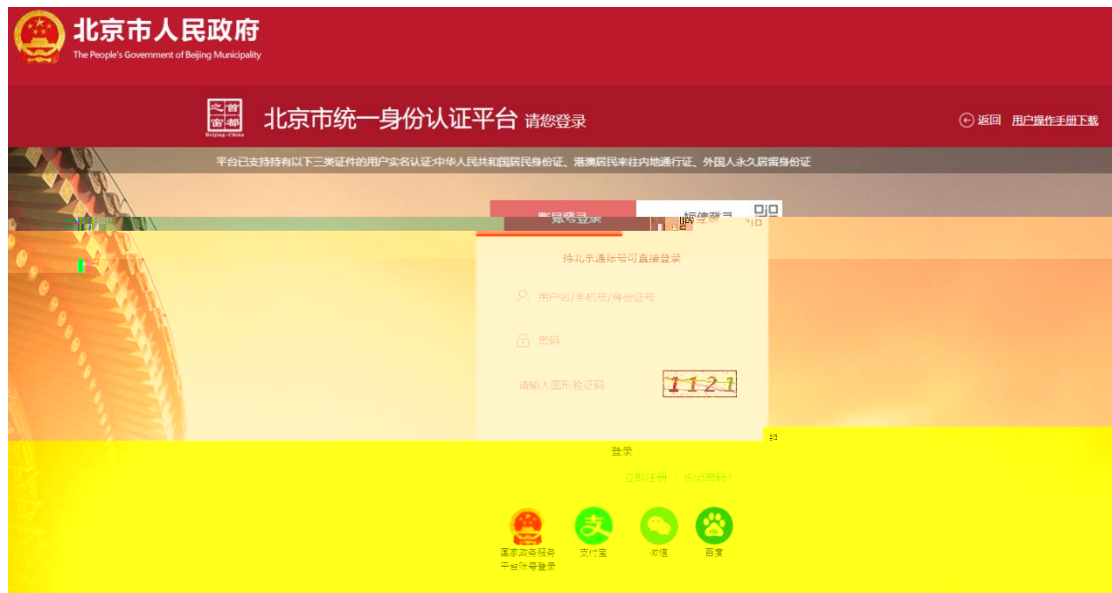 北京市人民政府
The People's Government of Beijing Municipality
之首
窗都
Beijing-China
北京市统一身份认证平台 请您登录
返回 用户操作手册下载
平台已支持持有以下三类证件的用户实名认证:中华人民共和国居民身份证、港澳居民来往内地通行证、外国人永久居留身份证
账号登录
持北京通账号可直接登录
用户名/手机号/身份证号
密码
请输入图形验证码
1121
登录
立即注册 忘记密码?
国家政务服务
平台账号登录
支付宝
微信
百度